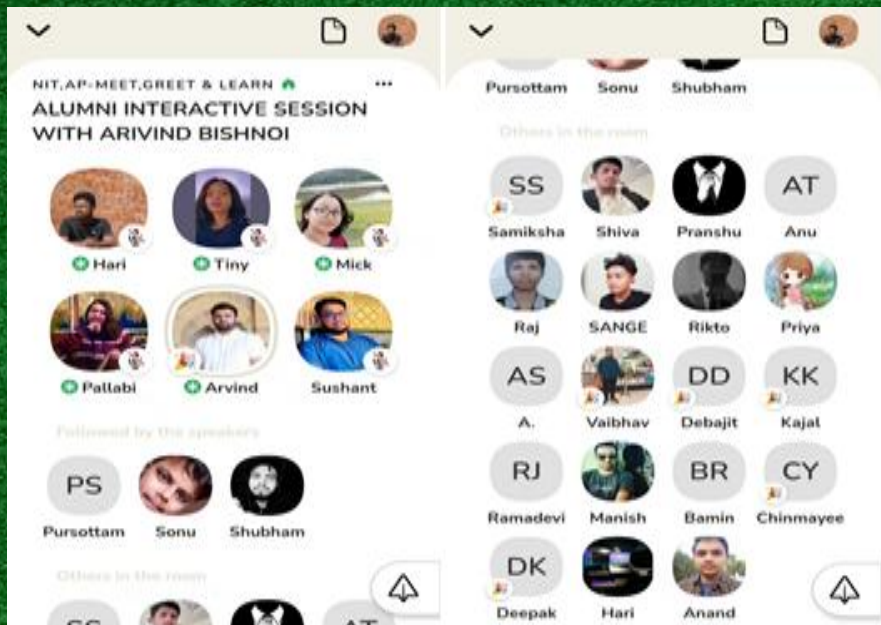 NIT,AP-MEET,GREET & LEARN
ALUMNI INTERACTIVE SESSION
WITH ARIVIND BISHNOI
Hari Tiny Mick
Pallabi Arvind Sushant
Followed by the speakers
PS
Pursottam Sonu Shubham
Others in the room
SS AT
Pursottam Sonu Shubham
Others in the room
SS AT
Samiksha Shiva Pranshu Anu
Raj SANGE Rikto Priya
AS DD KK
A. Vaibhav Debajit Kajal
RJ BR CY
Ramadevi Manish Bamin Chinmayee
DK
Deepak Hari Anand